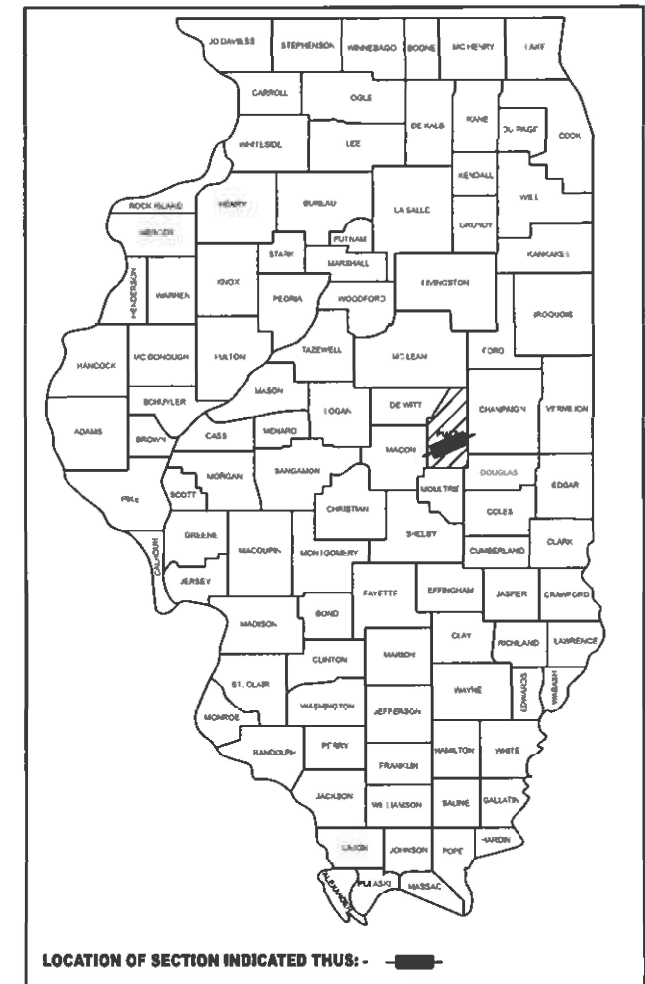 JO DAVIESS STEPHENSON WINNEBAGO BOONE MC HENRY LAKE
CARROLL OGLE
DE KALB KANE DU PAGE COOK
WHITESIDE LEE
KENDALL
ROCK ISLAND HENRY BUREAU LA SALLE WILL
MERCER PUTNAM GRUNDY
STARK MARSHALL KANKAKEE
HENDERSON WARREN KNOX PEORIA WOODFORD LIVINGSTON
IROQUOIS
HANCOCK MC DONOUGH FULTON TAZEWELL MC LEAN FORD
MASON
SCHUYLER LOGAN DE WITT CHAMPAIGN VERMILION
ADAMS BROWN CASS MENARD
MACON
MORGAN SANGAMON DOUGLAS
PIKE SCOTT MOULTRIE EDGAR
CHRISTIAN COLES
GREENE SHELBY
CALHOUN MACOUPIN MONTGOMERY CUMBERLAND CLARK
JERSEY
FAYETTE EFFINGHAM JASPER CRAWFORD
MADISON BOND
CLAY RICHLAND LAWRENCE
CLINTON MARION
ST. CLAIR WAYNE EDWARDS WABASH
MONROE WASHINGTON JEFFERSON
RANDOLPH PERRY HAMILTON WHITE
FRANKLIN
JACKSON WILLIAMSON SALINE GALLATIN
UNION JOHNSON POPE HARDIN
ALEXANDER PULASKI MASSAC
LOCATION OF SECTION INDICATED THUS: -